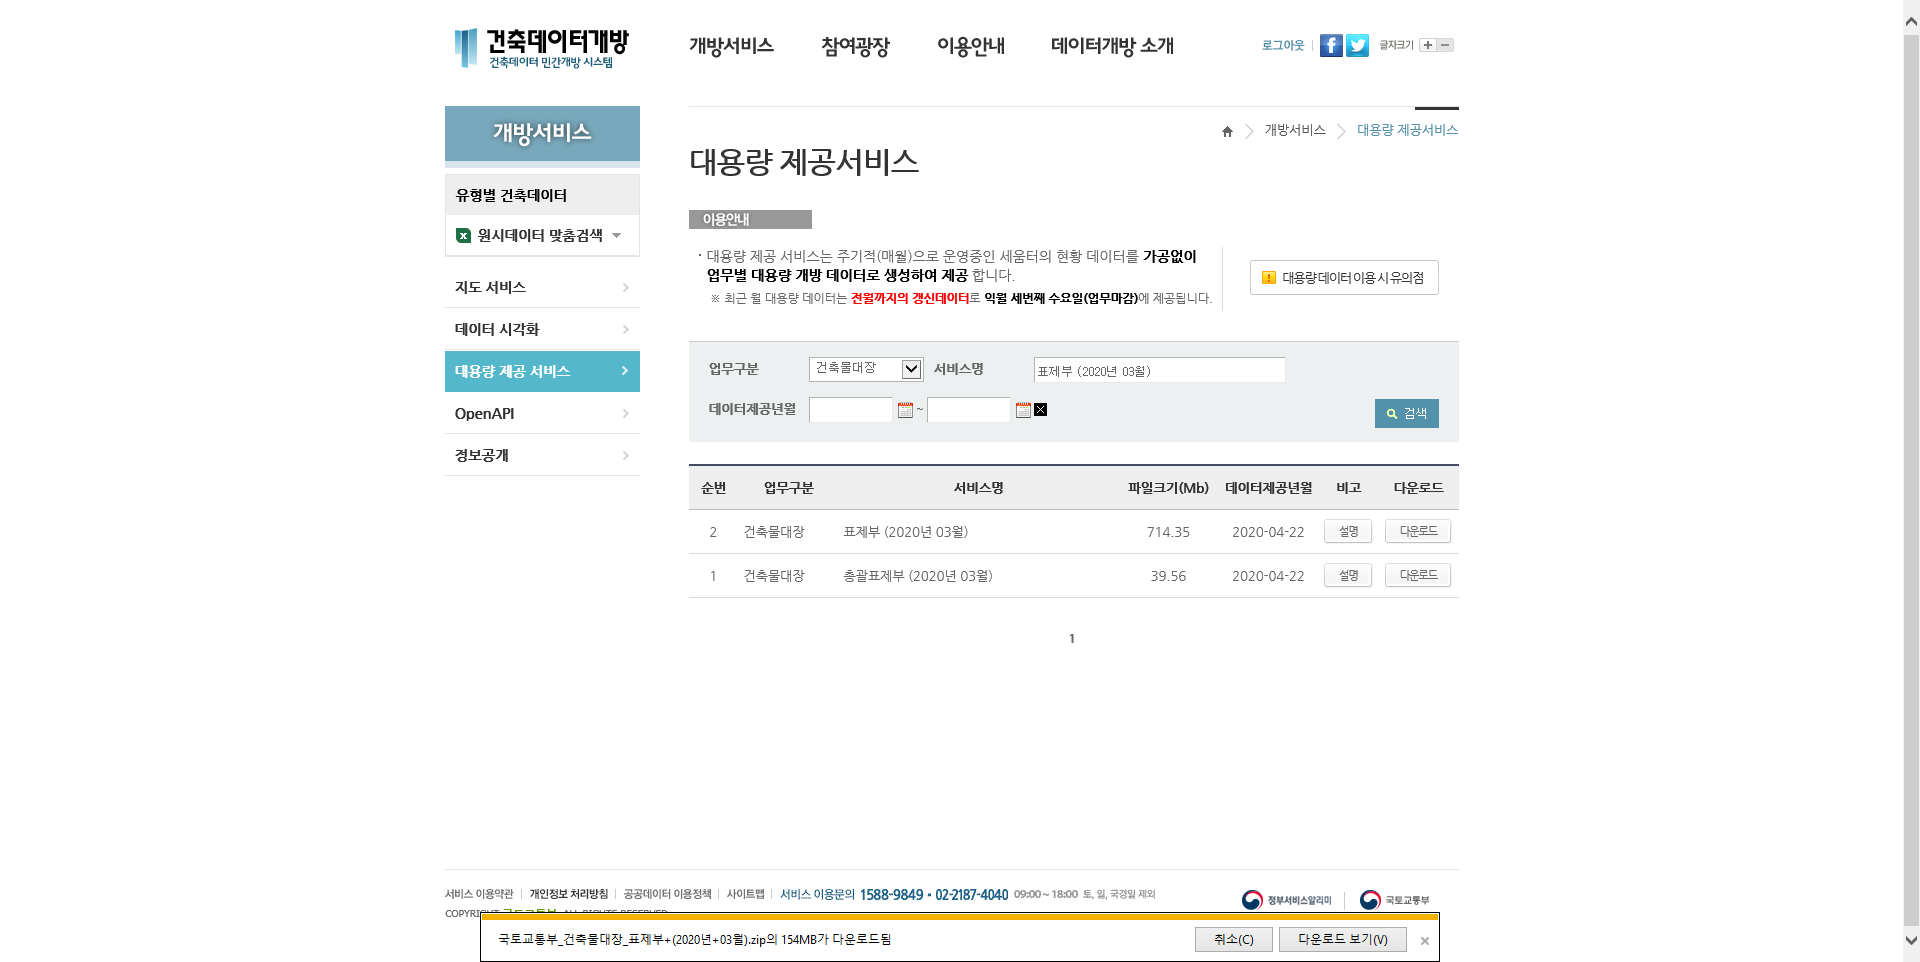 건축데이터개방
건축데이터 민간개방 시스템
개방서비스 참여광장 이용안내 데이터개방 소개
로그아웃 글자크기
개방서비스
유형별 건축데이터
원시데이터 맞춤검색
지도 서비스
데이터 시각화
대용량 제공 서비스
OpenAPI
정보공개
개방서비스 대용량 제공서비스
대용량 제공서비스
이용안내
· 대용량 제공 서비스는 주기적(매월)으로 운영중인 세움터의 현황 데이터를 가공없이
업무별 대용량 개방 데이터로 생성하여 제공 합니다.
※ 최근 월 대용량 데이터는 전월까지의 갱신데이터로 익월 세번째 수요일(업무마감)에 제공됩니다.
대용량 데이터 이용 시 유의점
업무구분 건축물대장 서비스명 표제부 (2020년 03월)
데이터제공년월 ~
검색
순번 업무구분 서비스명 파일크기(Mb) 데이터제공년월 비고 다운로드
2 건축물대장 표제부 (2020년 03월) 714.35 2020-04-22 설명 다운로드
1 건축물대장 총괄표제부 (2020년 03월) 39.56 2020-04-22 설명 다운로드
1
서비스 이용약관 개인정보 처리방침 공공데이터 이용정책 사이트맵 서비스 이용문의 1588-9849 • 02-2187-4040 09:00 ~ 18:00 토, 일, 국경일 제외
정부서비스알리미 국토교통부
COPYRIGHT 국토교통부. ALL RIGHTS RESERVED.
국토교통부_건축물대장_표제부+(2020년+03월).zip의 154MB가 다운로드됨
취소(C) 다운로드 보기(V) ×